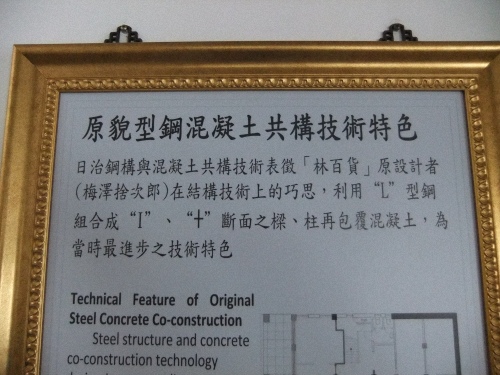 原貌型鋼混凝土共構技術特色
日治鋼構與混凝土共構技術表徵「林百貨」原設計者
(梅澤捨次郎)在結構技術上的巧思，利用“L”型鋼
組合成“I”、“╋”斷面之樑、柱再包覆混凝土，為
當時最進步之技術特色
Technical Feature of Original
Steel Concrete Co-construction
Steel structure and concrete
co-construction technology